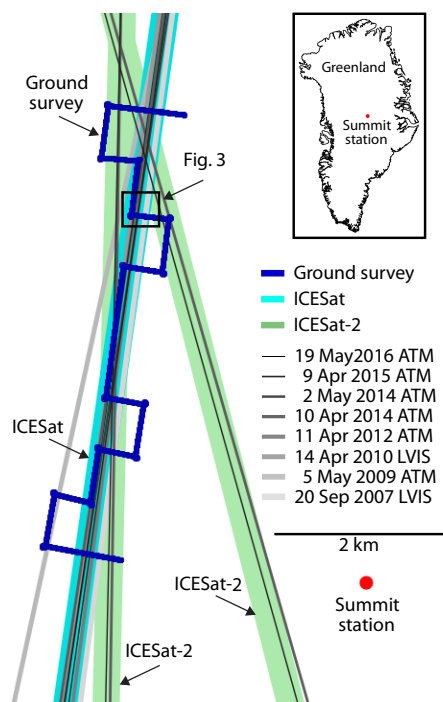 Ground
survey
Fig. 3
Greenland
Summit
station
Ground survey
ICESat
ICESat-2
19 May2016 ATM
9 Apr 2015 ATM
2 May 2014 ATM
10 Apr 2014 ATM
11 Apr 2012 ATM
14 Apr 2010 LVIS
5 May 2009 ATM
20 Sep 2007 LVIS
ICESat
2 km
ICESat-2
Summit
station
ICESat-2